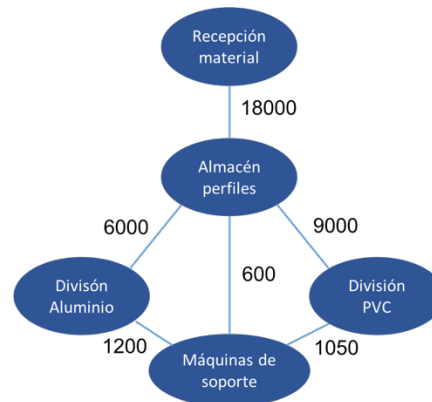 Recepción
material
18000
Almacén
perfiles
6000
9000
600
Divisón
Aluminio
División
PVC
1200
1050
Máquinas de
soporte